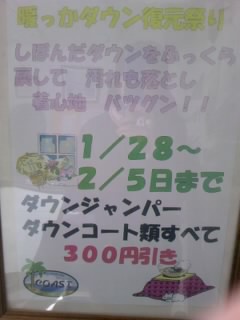 暖っかダウン復元祭り
しぼんだダウンをふっくら
戻して 汚れも落とし
着心地 バツグン!!
1/28~
2/5日まで
ダウンジャンパー
ダウンコート類すべて
300円引き
COAST